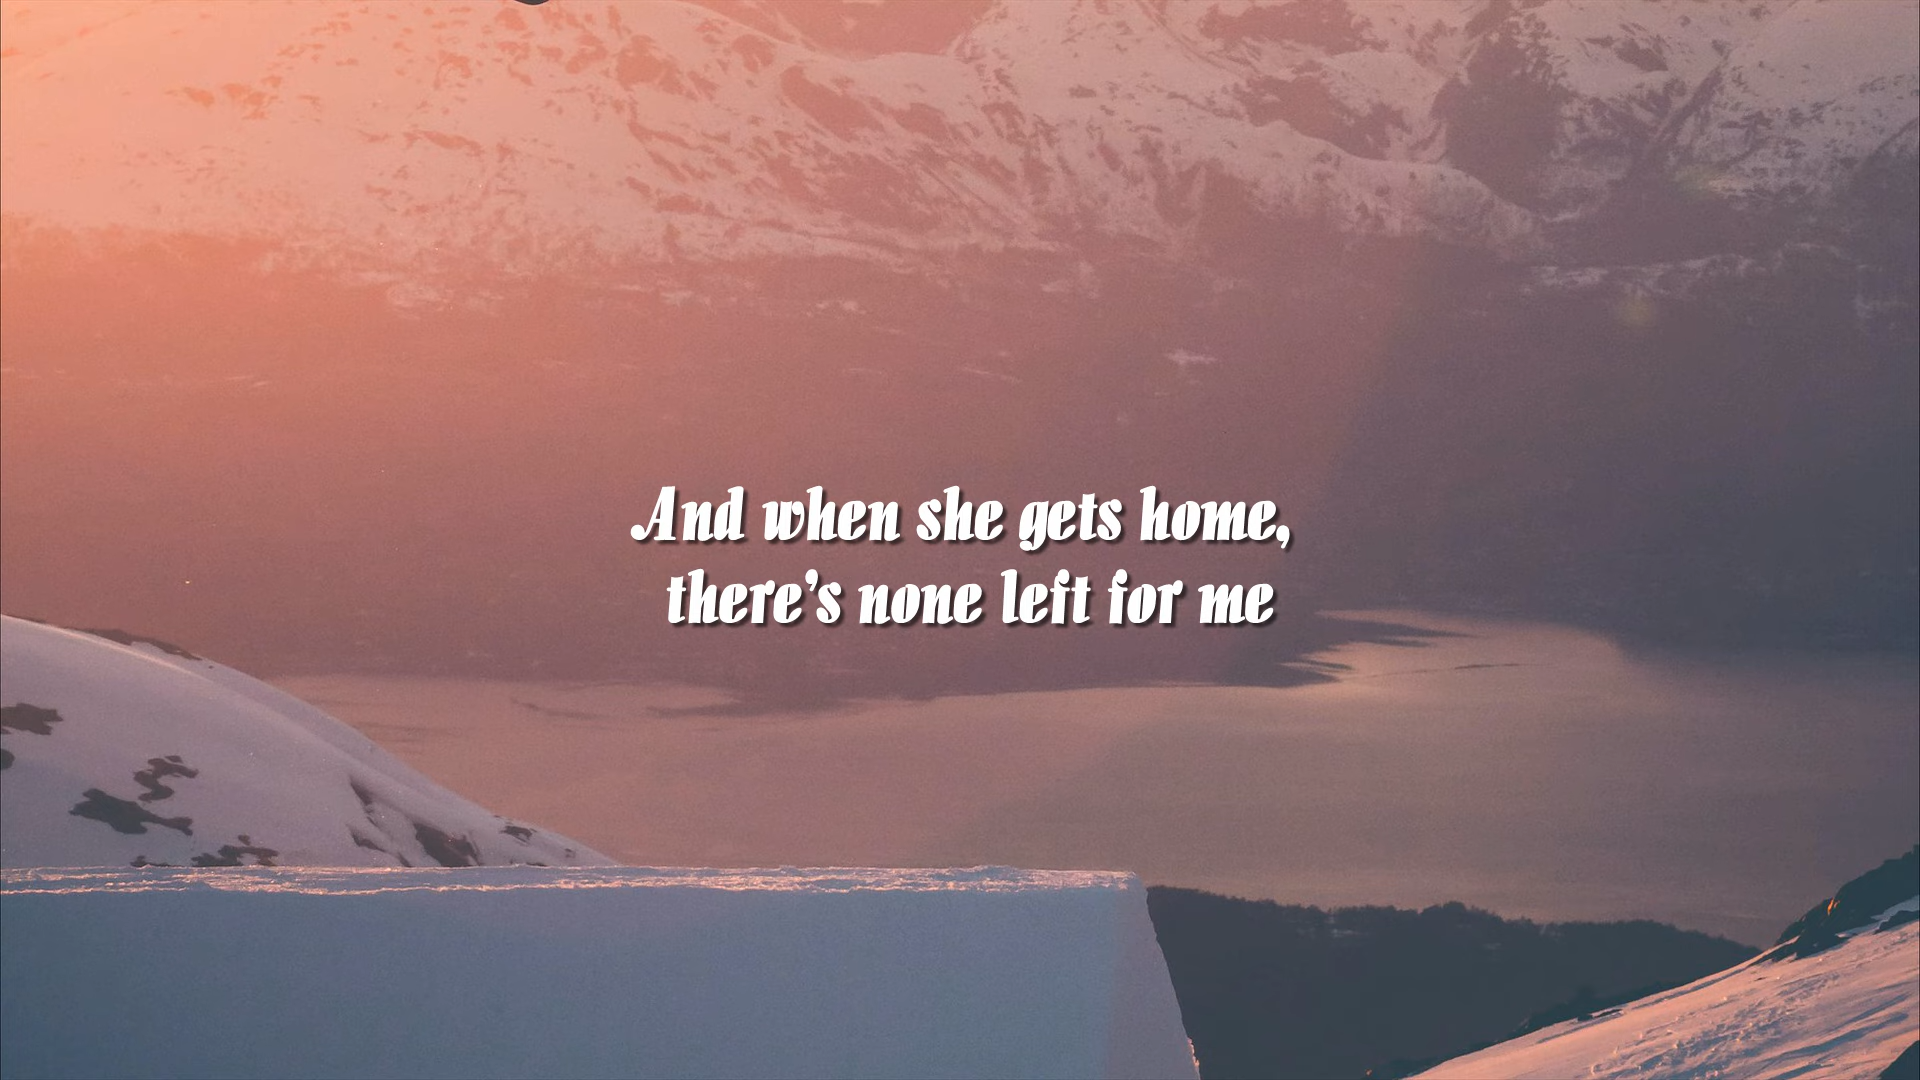 And when she gets home,
there's none left for me